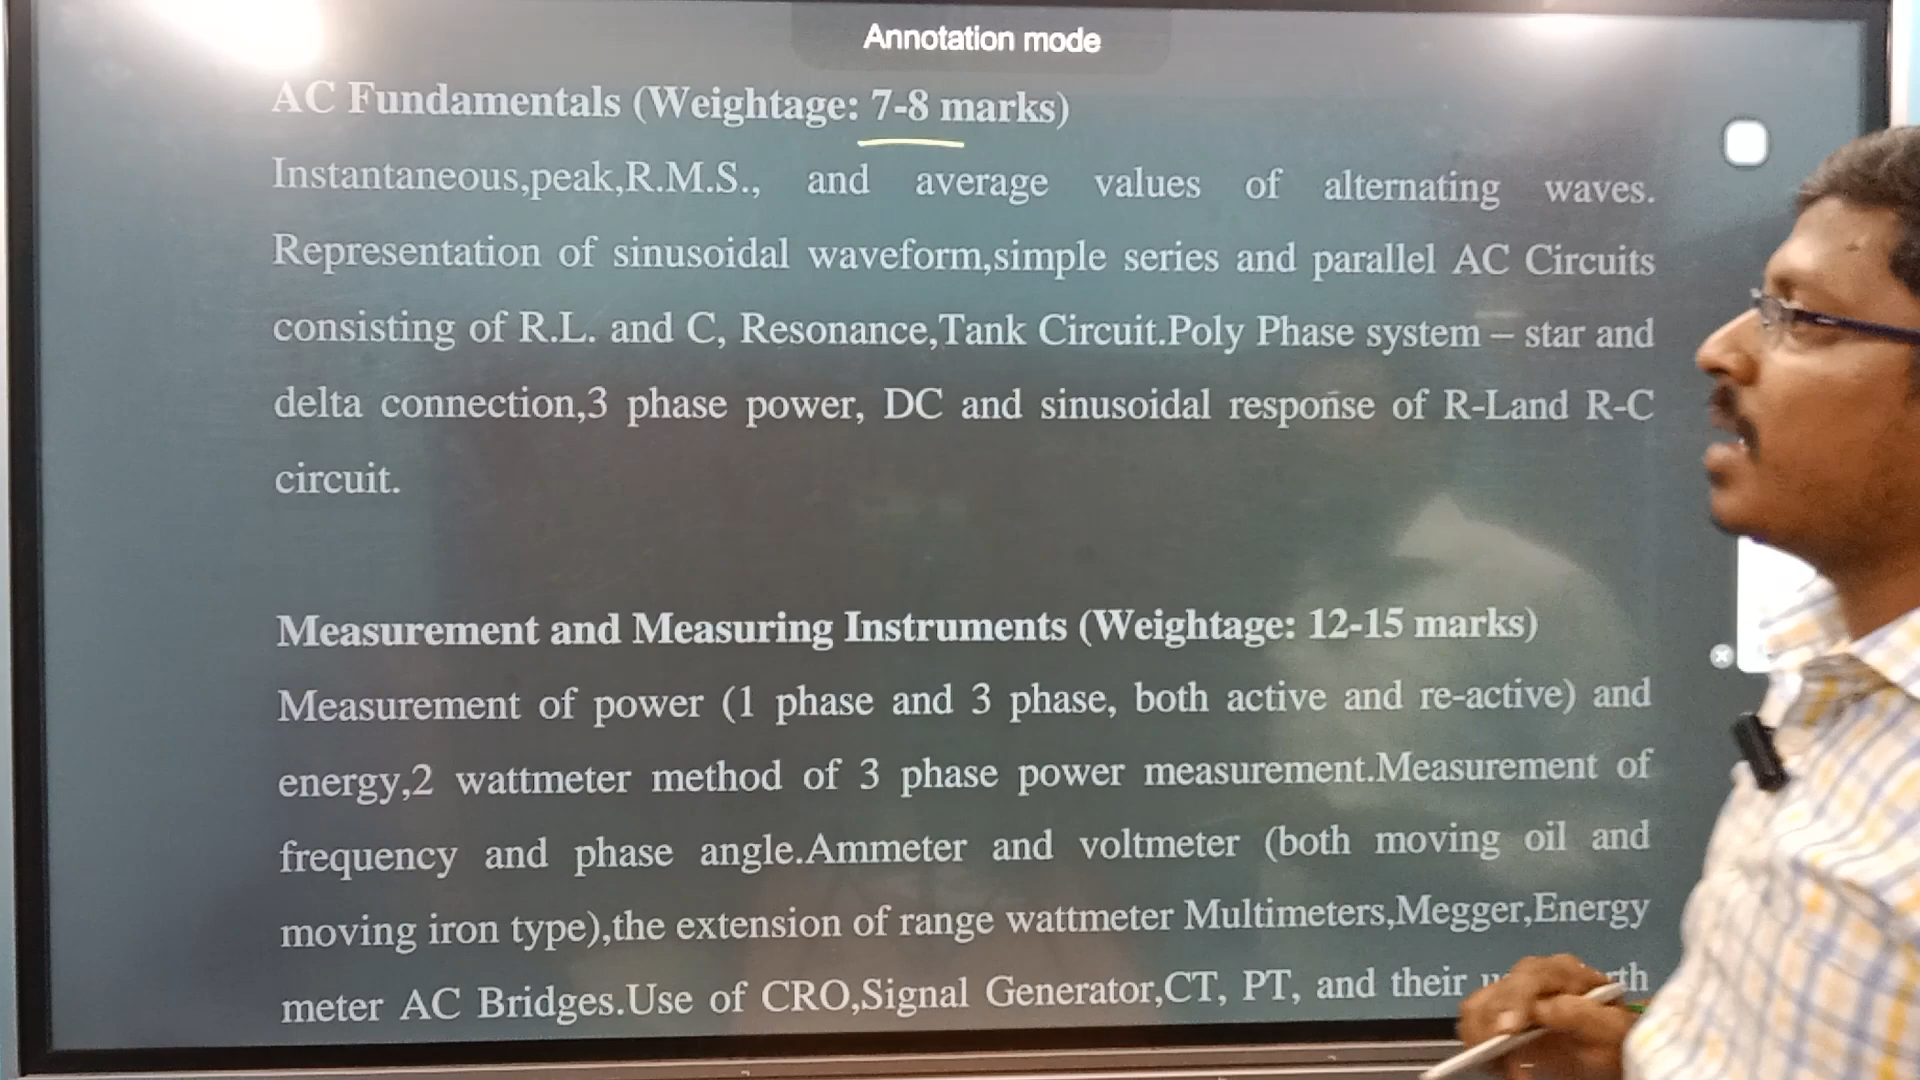 Annotation mode
AC Fundamentals (Weightage: 7-8 marks)
Instantaneous,peak,R.M.S., and average values of alternating waves.
Representation of sinusoidal waveform,simple series and parallel AC Circuits
consisting of R.L. and C, Resonance,Tank Circuit.Poly Phase system – star and
delta connection,3 phase power, DC and sinusoidal response of R-Land R-C
circuit.
Measurement and Measuring Instruments (Weightage: 12-15 marks)
Measurement of power (1 phase and 3 phase, both active and re-active) and
energy,2 wattmeter method of 3 phase power measurement.Measurement of
frequency and phase angle.Ammeter and voltmeter (both moving oil and
moving iron type),the extension of range wattmeter Multimeters,Megger,Energy
meter AC Bridges.Use of CRO,Signal Generator,CT, PT, and their